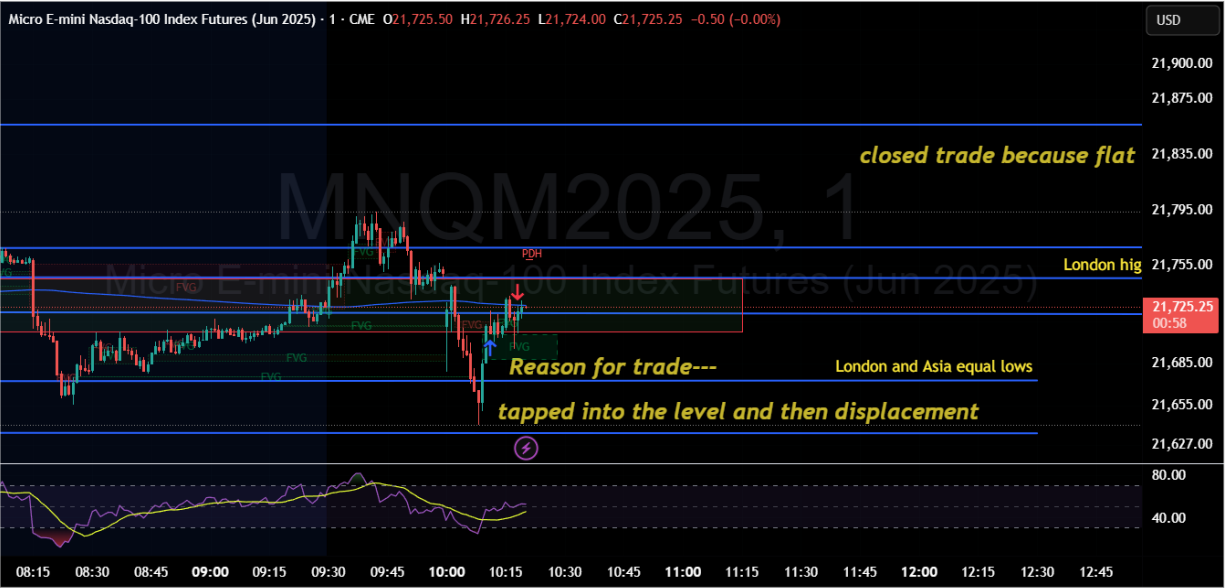 Micro E-mini Nasdaq-100 Index Futures (Jun 2025) · 1 · CME O21,725.50 H21,726.25 L21,724.00 C21,725.25 −0.50 (−0.00%)
USD
21,900.00
21,875.00
closed trade because flat
21,835.00
MNQM2025, 1
21,795.00
PDH
FVG
London hig
21,755.00
Micro E-mini Nasdaq-100 Index Futures (Jun 2025)
FVG
21,725.25
00:58
FVG
FVG
FVG
FVG
FVG
Reason for trade---
London and Asia equal lows
21,685.00
tapped into the level and then displacement
21,655.00
21,627.00
80.00
40.00
08:15 08:30 08:45 09:00 09:15 09:30 09:45 10:00 10:15 10:30 10:45 11:00 11:15 11:30 11:45 12:00 12:15 12:30 12:45